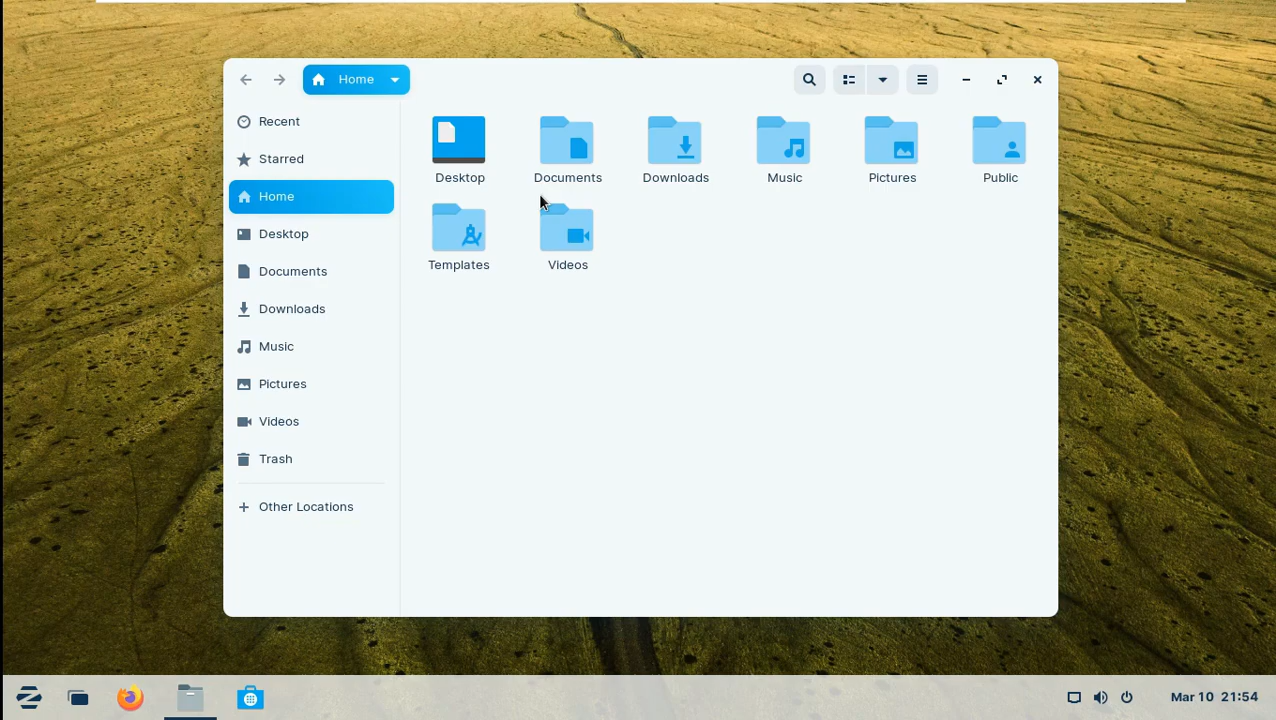 Home
Recent
Starred
Home
Desktop
Documents
Downloads
Music
Pictures
Videos
Trash
Other Locations
Desktop
Documents
Downloads
Music
Pictures
Public
Templates
Videos
Mar 10 21:54